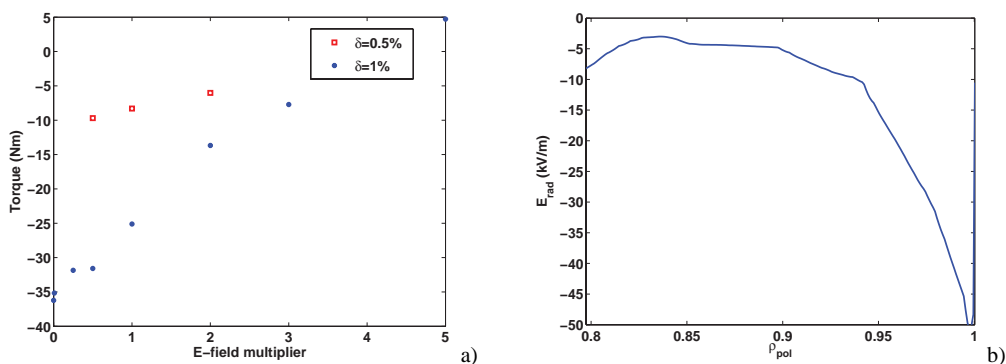 5
0
−5
−10
−15
−20
−25
−30
−35
−40
Torque (Nm)
0 1 2 3 4 5
E−field multiplier
δ=0.5%
δ=1%
a)
0
−5
−10
−15
−20
−25
−30
−35
−40
−45
−50
E_rad (kV/m)
0.8 0.85 0.9 0.95 1
ρ_pol
b)